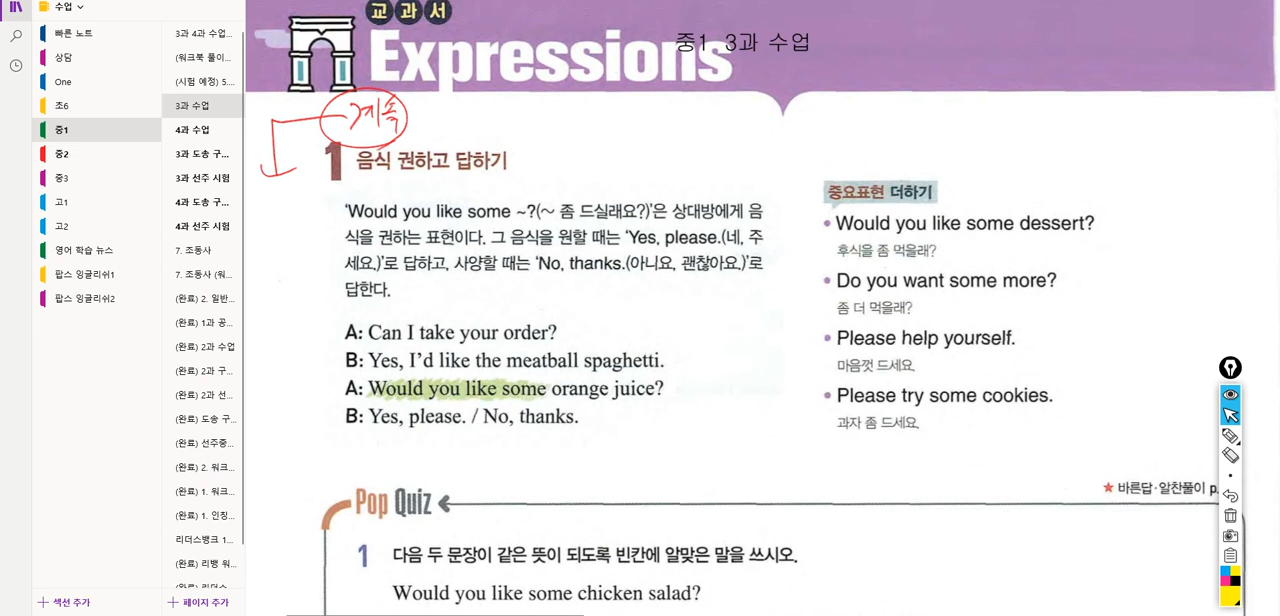 수업
빠른 노트
상담
One
초6
중1
중2
중3
고1
고2
영어 학습 뉴스
팝스 잉글리쉬1
팝스 잉글리쉬2
섹션 추가
3과 4과 수업...
(워크북 풀이...
(시험 예정) 5....
3과 수업
4과 수업
3과 도송 구...
3과 선주 시험
4과 도송 구...
4과 선주 시험
7. 조동사
7. 조동사 (워...
(완료) 2. 일반...
(완료) 1과 공...
(완료) 2과 수업
(완료) 2과 구...
(완료) 2과 선...
(완료) 도송 구...
(완료) 선주중...
(완료) 2. 워크...
(완료) 1. 워크...
(완료) 1. 인칭...
리더스뱅크 1...
(완료) 리뱅 워...
페이지 추가
교과서
Expressions
중1 3과 수업
계속
1 음식 권하고 답하기
‘Would you like some ~?(~ 좀 드실래요?)’은 상대방에게 음
식을 권하는 표현이다. 그 음식을 원할 때는 ‘Yes, please.(네, 주
세요.)’로 답하고, 사양할 때는 ‘No, thanks.(아니요, 괜찮아요.)’로
답한다.
A: Can I take your order?
B: Yes, I’d like the meatball spaghetti.
A: Would you like some orange juice?
B: Yes, please. / No, thanks.
중요표현 더하기
• Would you like some dessert?
후식을 좀 먹을래?
• Do you want some more?
좀 더 먹을래?
• Please help yourself.
마음껏 드세요.
• Please try some cookies.
과자 좀 드세요.
★ 바른답·알찬풀이 p.
Pop Quiz
1 다음 두 문장이 같은 뜻이 되도록 빈칸에 알맞은 말을 쓰시오.
Would you like some chicken salad?